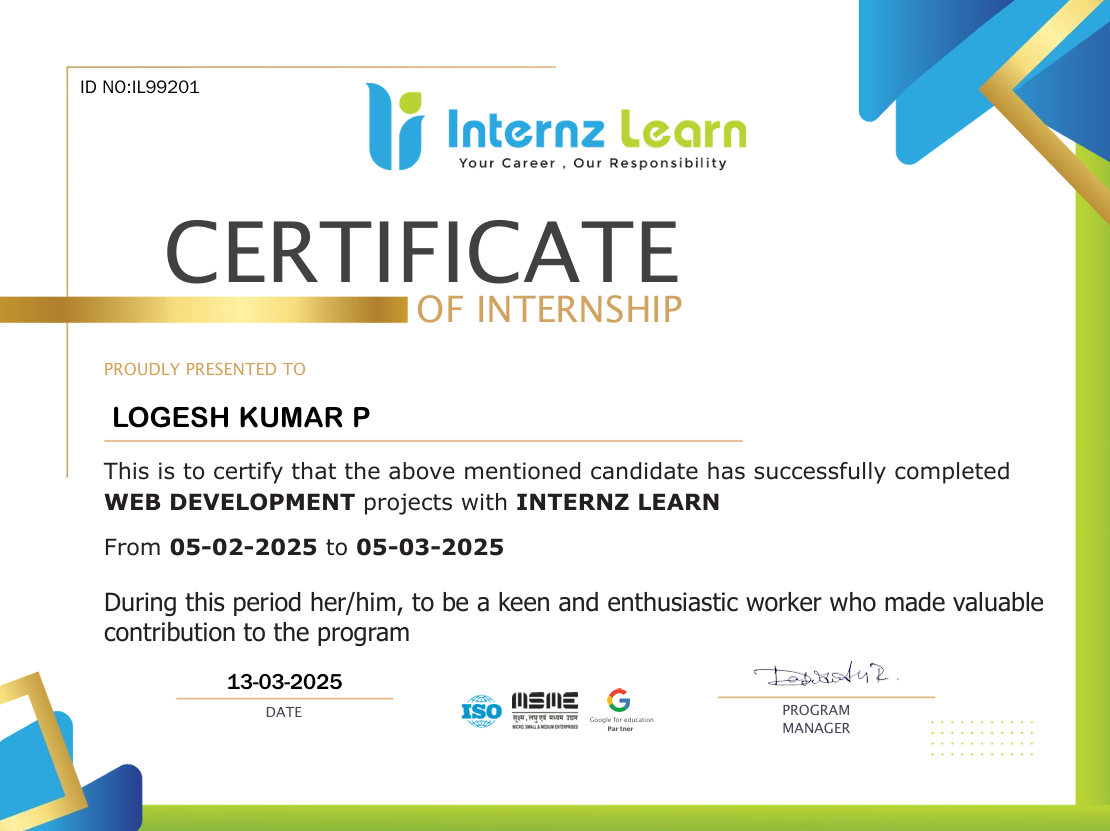 ID NO:IL99201
Internz Learn
Your Career , Our Responsibility
CERTIFICATE
OF INTERNSHIP
PROUDLY PRESENTED TO
LOGESH KUMAR P
This is to certify that the above mentioned candidate has successfully completed
WEB DEVELOPMENT projects with INTERNZ LEARN
From 05-02-2025 to 05-03-2025
During this period her/him, to be a keen and enthusiastic worker who made valuable
contribution to the program
13-03-2025
DATE
ISO
MSME
सूक्ष्म , लघु एवं मध्यम उद्यम
MICRO, SMALL & MEDIUM ENTERPRISES
G
Google for education
Partner
PROGRAM
MANAGER